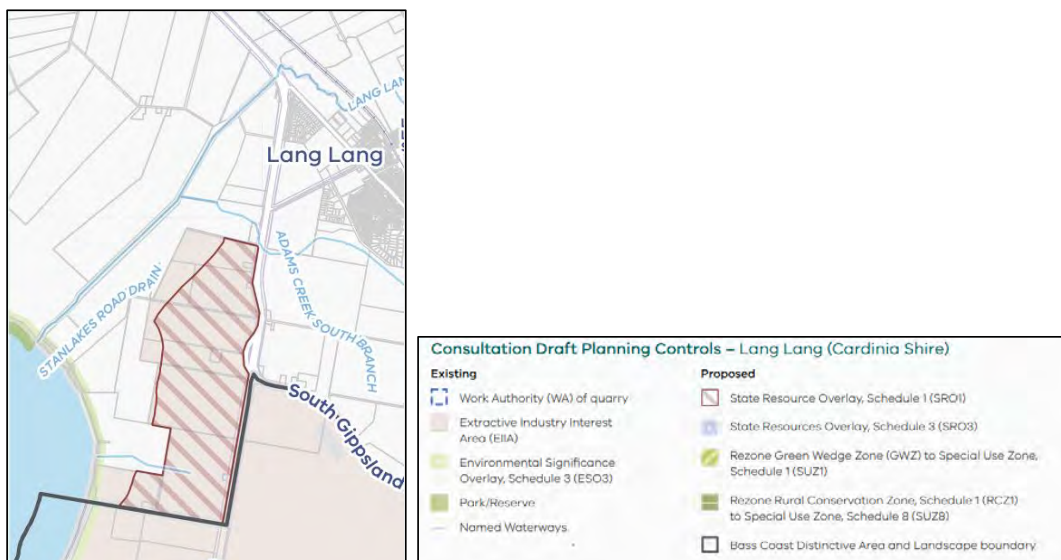 LANG LAN
Lang Lang
ADAMS CREEK SOUTH BRANCH
STANLAKES ROAD DRAIN
South Gippsland
Consultation Draft Planning Controls – Lang Lang (Cardinia Shire)
Existing
Work Authority (WA) of quarry
Extractive Industry Interest
Area (EIIA)
Environmental Significance
Overlay, Schedule 3 (ESO3)
Park/Reserve
Named Waterways
Proposed
State Resource Overlay, Schedule 1 (SRO1)
State Resources Overlay, Schedule 3 (SRO3)
Rezone Green Wedge Zone (GWZ) to Special Use Zone,
Schedule 1 (SUZ1)
Rezone Rural Conservation Zone, Schedule 1 (RCZ1)
to Special Use Zone, Schedule 8 (SUZ8)
Bass Coast Distinctive Area and Landscape boundary